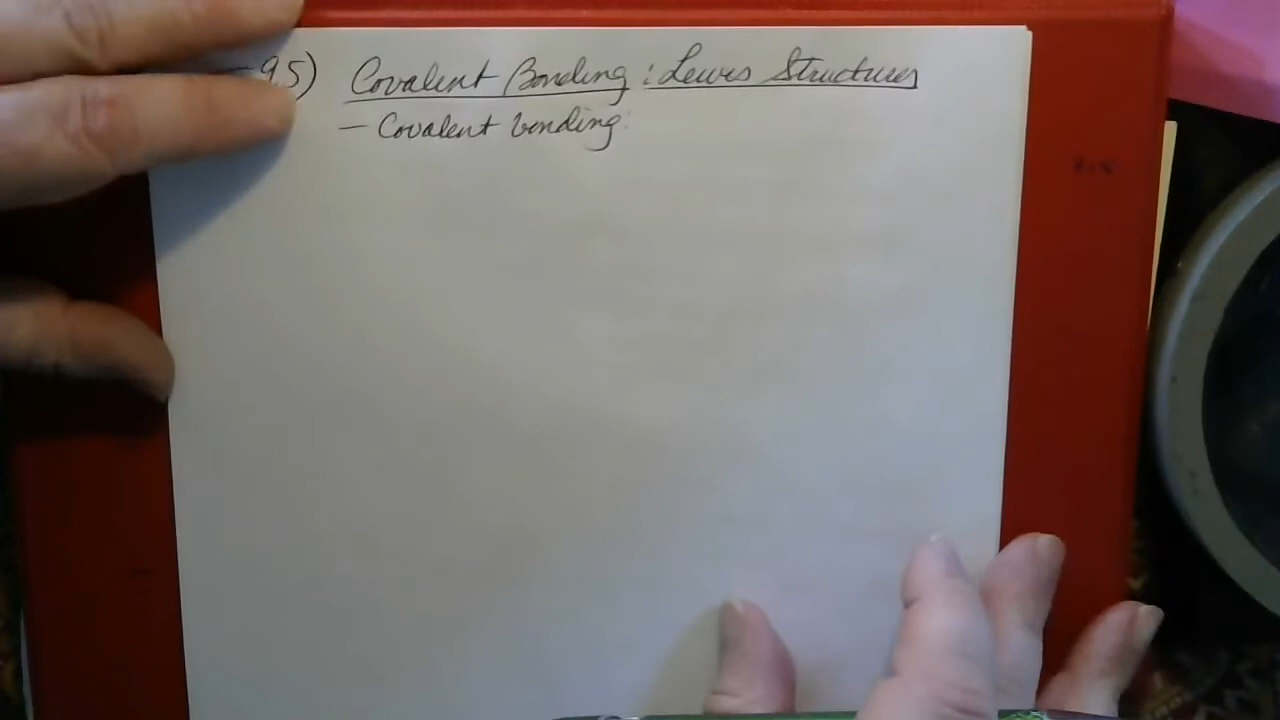 -95) Covalent Bonding : Lewis Structures
- Covalent bonding: